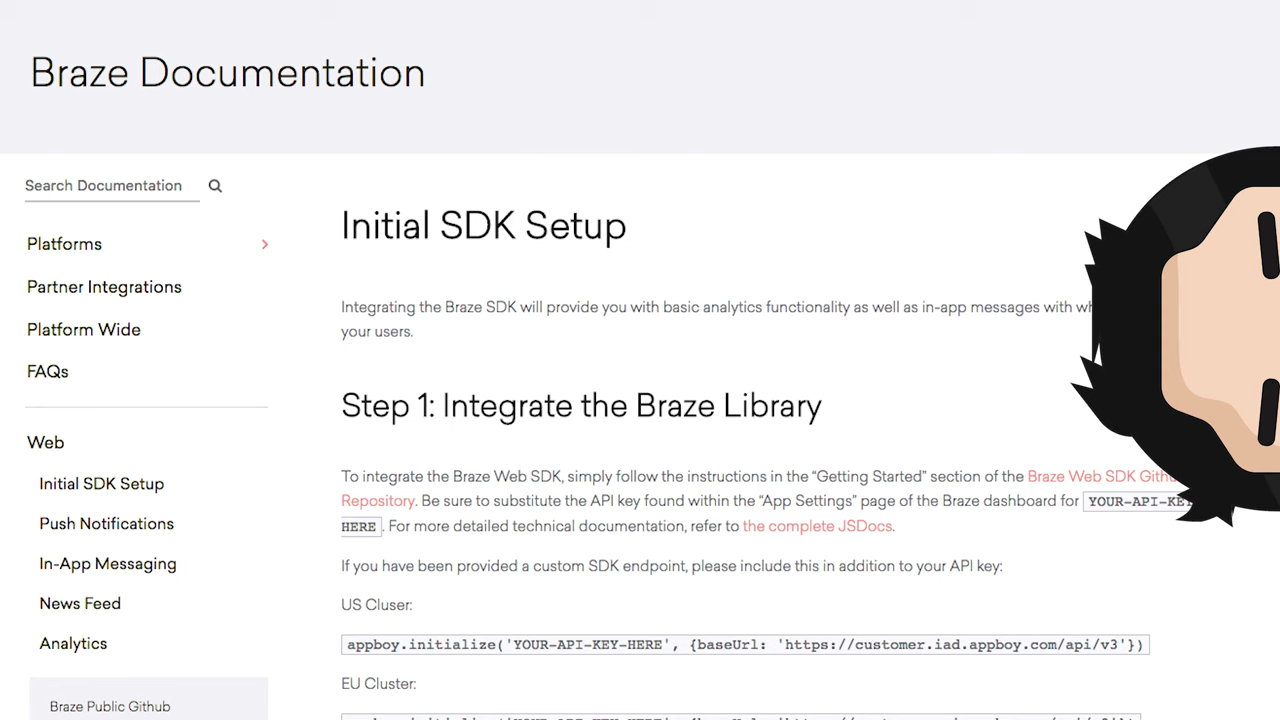 Braze Documentation
Search Documentation
Platforms
Partner Integrations
Platform Wide
FAQs
Web
Initial SDK Setup
Push Notifications
In-App Messaging
News Feed
Analytics
Braze Public Github
Initial SDK Setup
Integrating the Braze SDK will provide you with basic analytics functionality as well as in-app messages with
your users.
Step 1: Integrate the Braze Library
To integrate the Braze Web SDK, simply follow the instructions in the “Getting Started” section of the Braze Web SDK
Repository. Be sure to substitute the API key found within the “App Settings” page of the Braze dashboard for YOUR-API-KEY
HERE. For more detailed technical documentation, refer to the complete JSDocs.
If you have been provided a custom SDK endpoint, please include this in addition to your API key:
US Cluser:
appboy.initialize('YOUR-API-KEY-HERE', {baseUrl: 'https://customer.iad.appboy.com/api/v3'})
EU Cluster: